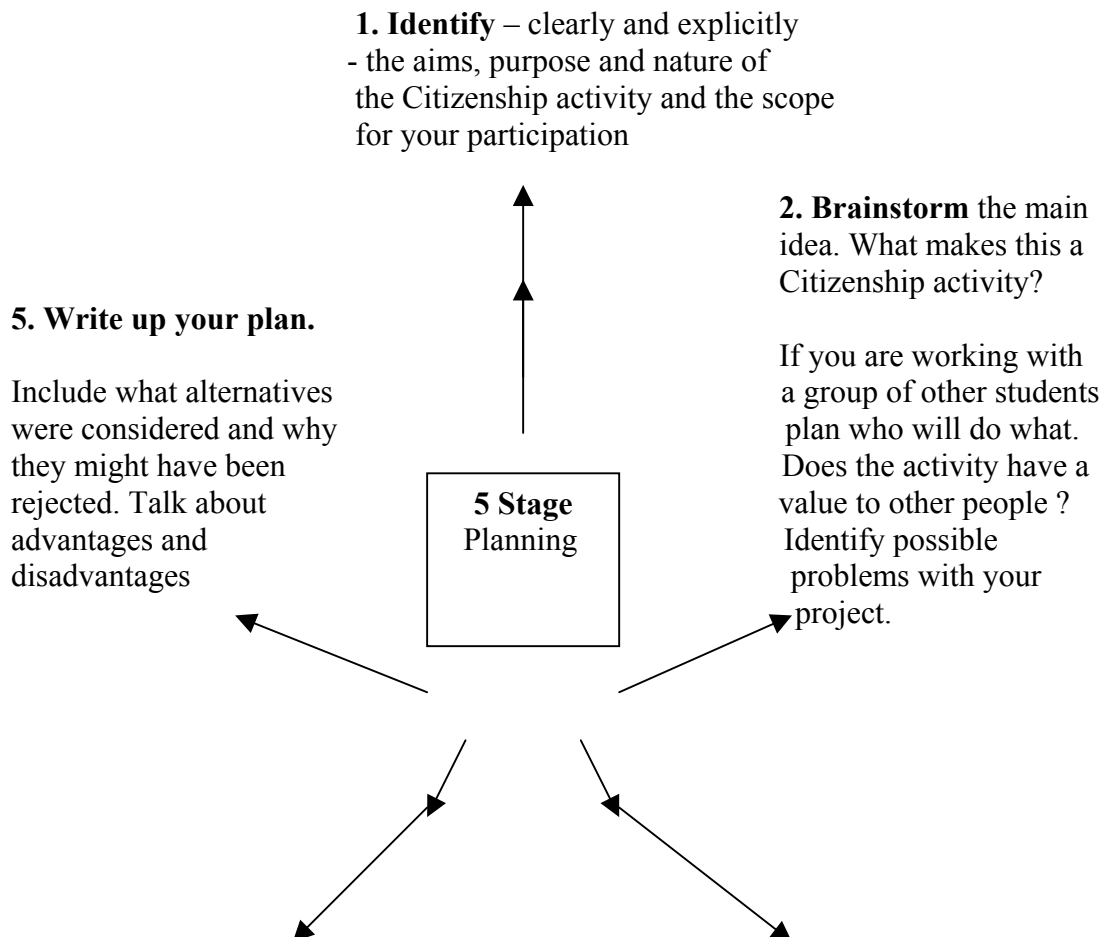 1. Identify – clearly and explicitly
- the aims, purpose and nature of
the Citizenship activity and the scope
for your participation
2. Brainstorm the main
idea. What makes this a
Citizenship activity?
If you are working with
a group of other students
plan who will do what.
Does the activity have a
value to other people ?
Identify possible
problems with your
project.
5. Write up your plan.
Include what alternatives
were considered and why
they might have been
rejected. Talk about
advantages and
disadvantages
5 Stage
Planning